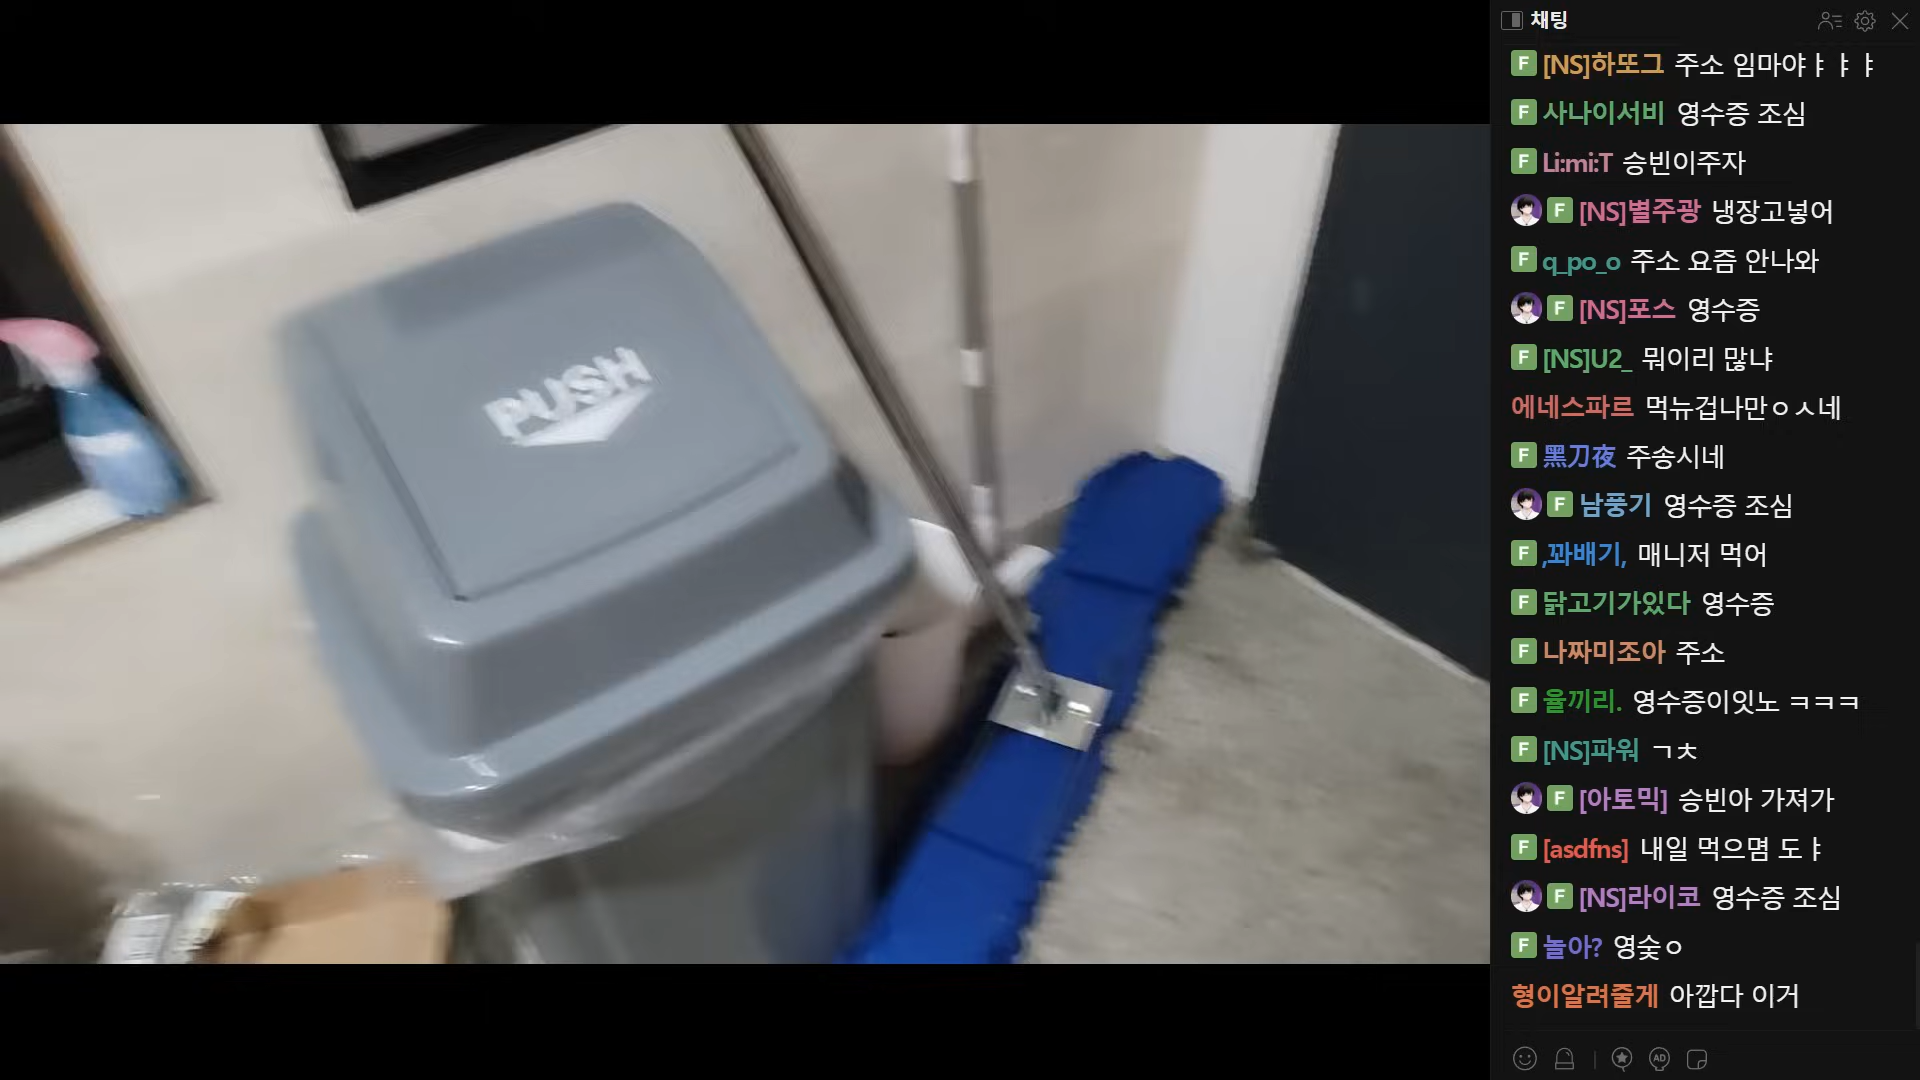 PUSH
채팅
F [NS]하또그 주소 임마야ㅑㅑㅑ
F 사나이서비 영수증 조심
F Li:mi:T 승빈이주자
F [NS]별주광 냉장고넣어
F q_po_o 주소 요즘 안나와
F [NS]포스 영수증
F [NS]U2_ 뭐이리 많냐
에네스파르 먹뉴겁나만ㅇㅅ네
F 黑刀夜 주송시네
F 남풍기 영수증 조심
F ,꽈배기, 매니저 먹어
F 닭고기가있다 영수증
F 나짜미조아 주소
F 율끼리. 영수증이잇노 ㅋㅋㅋ
F [NS]파워 ㄱㅊ
F [아토믹] 승빈아 가져가
F [asdfns] 내일 먹으몀 도ㅑ
F [NS]라이코 영수증 조심
F 놀아? 영숯ㅇ
형이알려줄게 아깝다 이거
AD